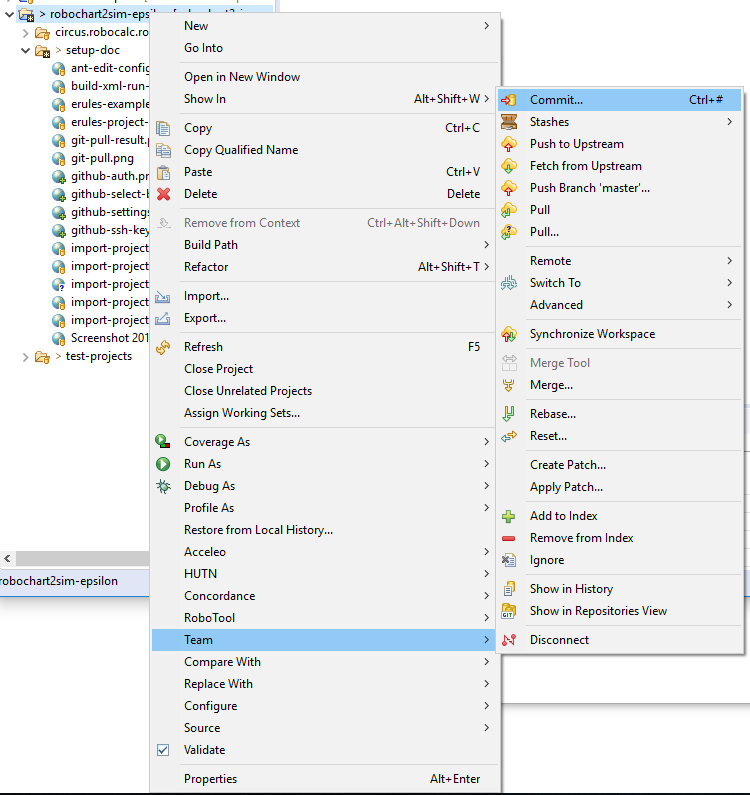 > robochart2sim-epsilon
circus.robocalc.ro
> setup-doc
ant-edit-config
build-xml-run-
erules-example
erules-project-
git-pull-result.p
git-pull.png
github-auth.pr
github-select-b
github-settings
github-ssh-key
import-project
import-project
import-project
import-project
import-project
Screenshot 201
> test-projects
robochart2sim-epsilon
New
Go Into
Open in New Window
Show In Alt+Shift+W
Copy Ctrl+C
Copy Qualified Name
Paste Ctrl+V
Delete Delete
Remove from Context Ctrl+Alt+Shift+Down
Build Path
Refactor Alt+Shift+T
Import...
Export...
Refresh F5
Close Project
Close Unrelated Projects
Assign Working Sets...
Coverage As
Run As
Debug As
Profile As
Restore from Local History...
Acceleo
HUTN
Concordance
RoboTool
Team
Compare With
Replace With
Configure
Source
Validate
Properties Alt+Enter
Commit... Ctrl+#
Stashes
Push to Upstream
Fetch from Upstream
Push Branch 'master'...
Pull
Pull...
Remote
Switch To
Advanced
Synchronize Workspace
Merge Tool
Merge...
Rebase...
Reset...
Create Patch...
Apply Patch...
Add to Index
Remove from Index
Ignore
Show in History
GIT Show in Repositories View
Disconnect